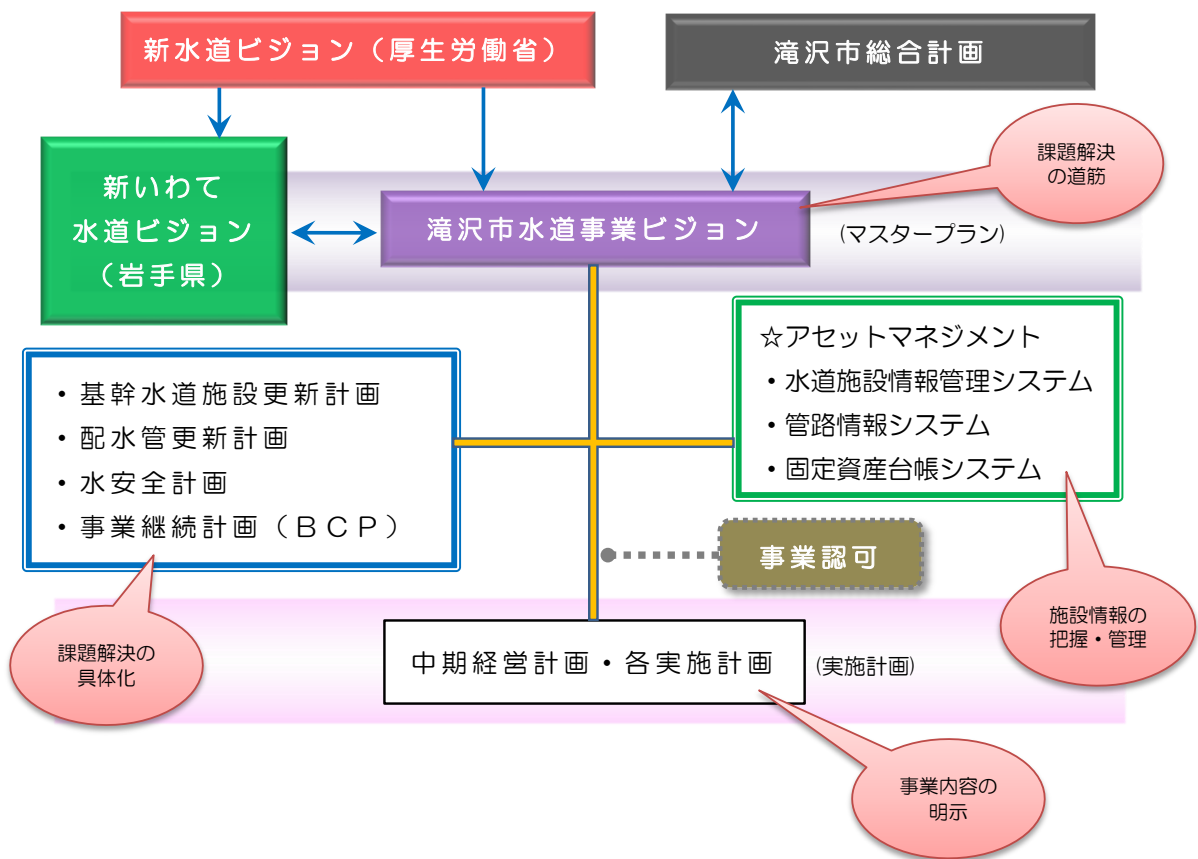 新水道ビジョン（厚生労働省）
滝沢市総合計画
課題解決
の道筋
新いわて
水道ビジョン
（岩手県）
滝沢市水道事業ビジョン
(マスタープラン)
・基幹水道施設更新計画
・配水管更新計画
・水安全計画
・事業継続計画（ＢＣＰ）
☆アセットマネジメント
・水道施設情報管理システム
・管路情報システム
・固定資産台帳システム
事業認可
課題解決の
具体化
施設情報の
把握・管理
中期経営計画・各実施計画
(実施計画)
事業内容の
明示